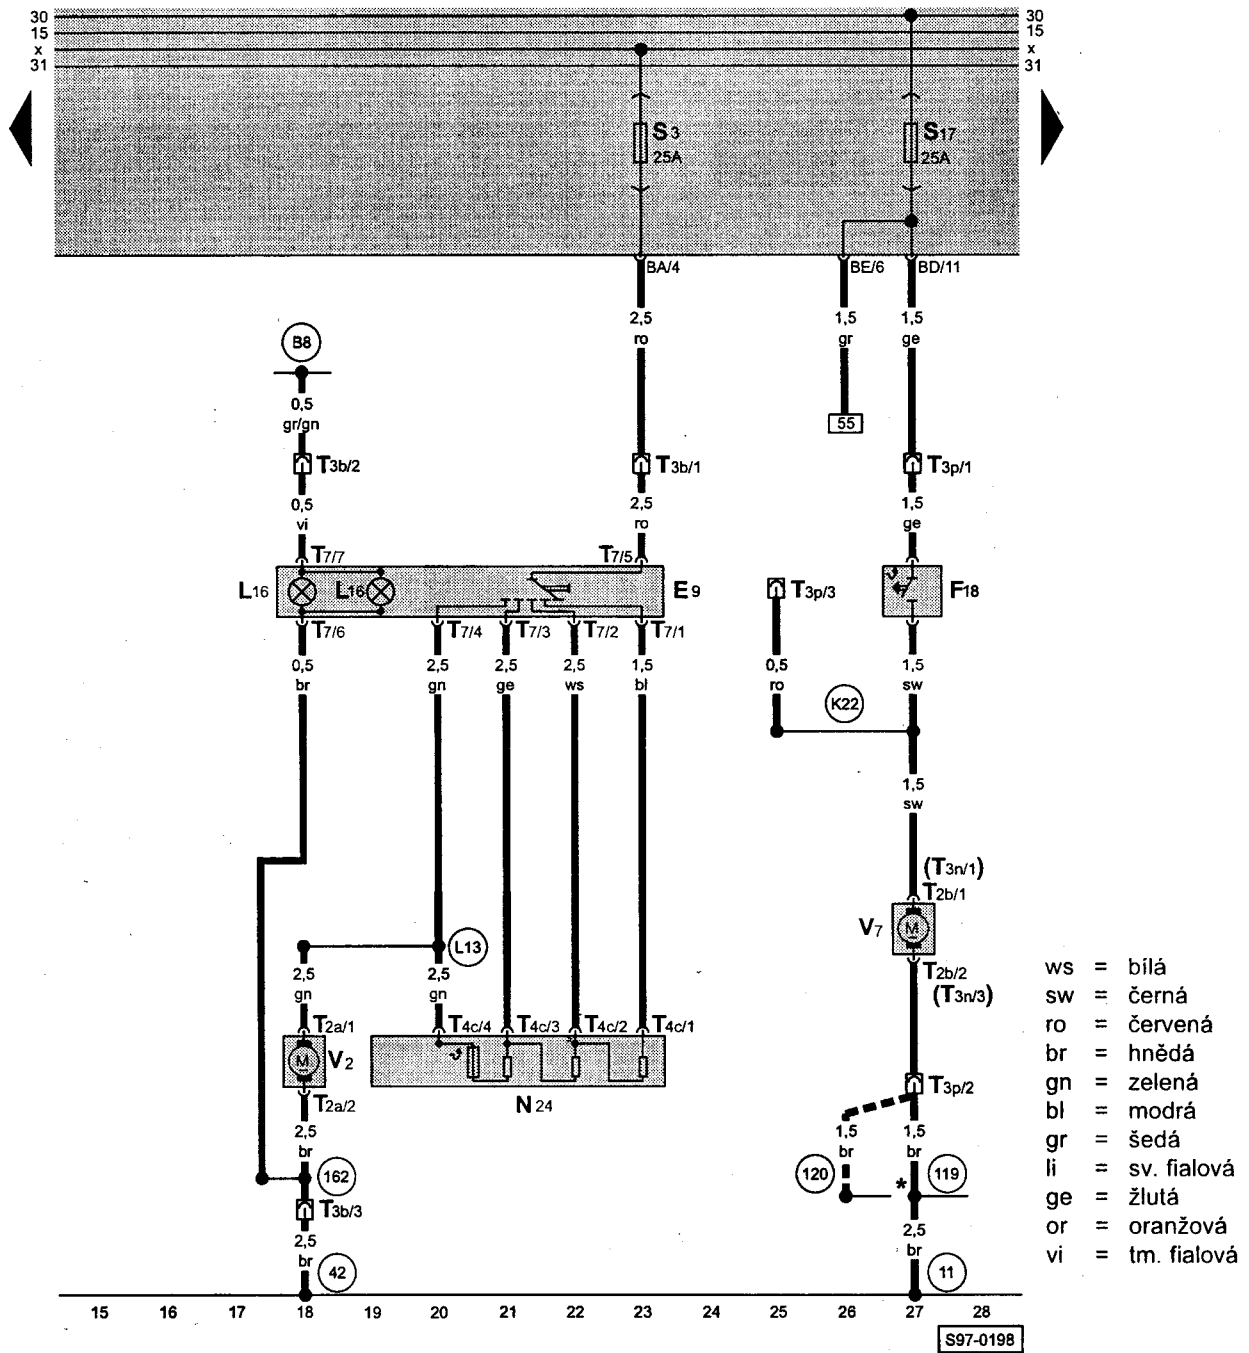 30 30
15 15
x x
31 31
S3 S17
25A 25A
BA/4 BE/6 BD/11
2,5 1,5 1,5
ro gr ge
B8
0,5
gr/gn
55
T3b/2 T3b/1 T3p/1
0,5 2,5 1,5
vi ro ge
T7/7 T7/5
L16 L16 E9 T3p/3 F18
T7/6 T7/4 T7/3 T7/2 T7/1
0,5 2,5 2,5 2,5 1,5 0,5 1,5
br gn ge ws bl ro sw
K22
1,5
sw
(T3n/1)
T2b/1
V7 M
L13
T2b/2
2,5 2,5
gn gn
(T3n/3)
T2a/1 T4c/4 T4c/3 T4c/2 T4c/1
M V2
T2a/2 N24
T3p/2
2,5 1,5 1,5
br br br
162 120 * 119
T3b/3
2,5 2,5
br br
42 11
15 16 17 18 19 20 21 22 23 24 25 26 27 28
S97-0198
ws = bílá
sw = černá
ro = červená
br = hnědá
gn = zelená
bl = modrá
gr = šedá
li = sv. fialová
ge = žlutá
or = oranžová
vi = tm. fialová